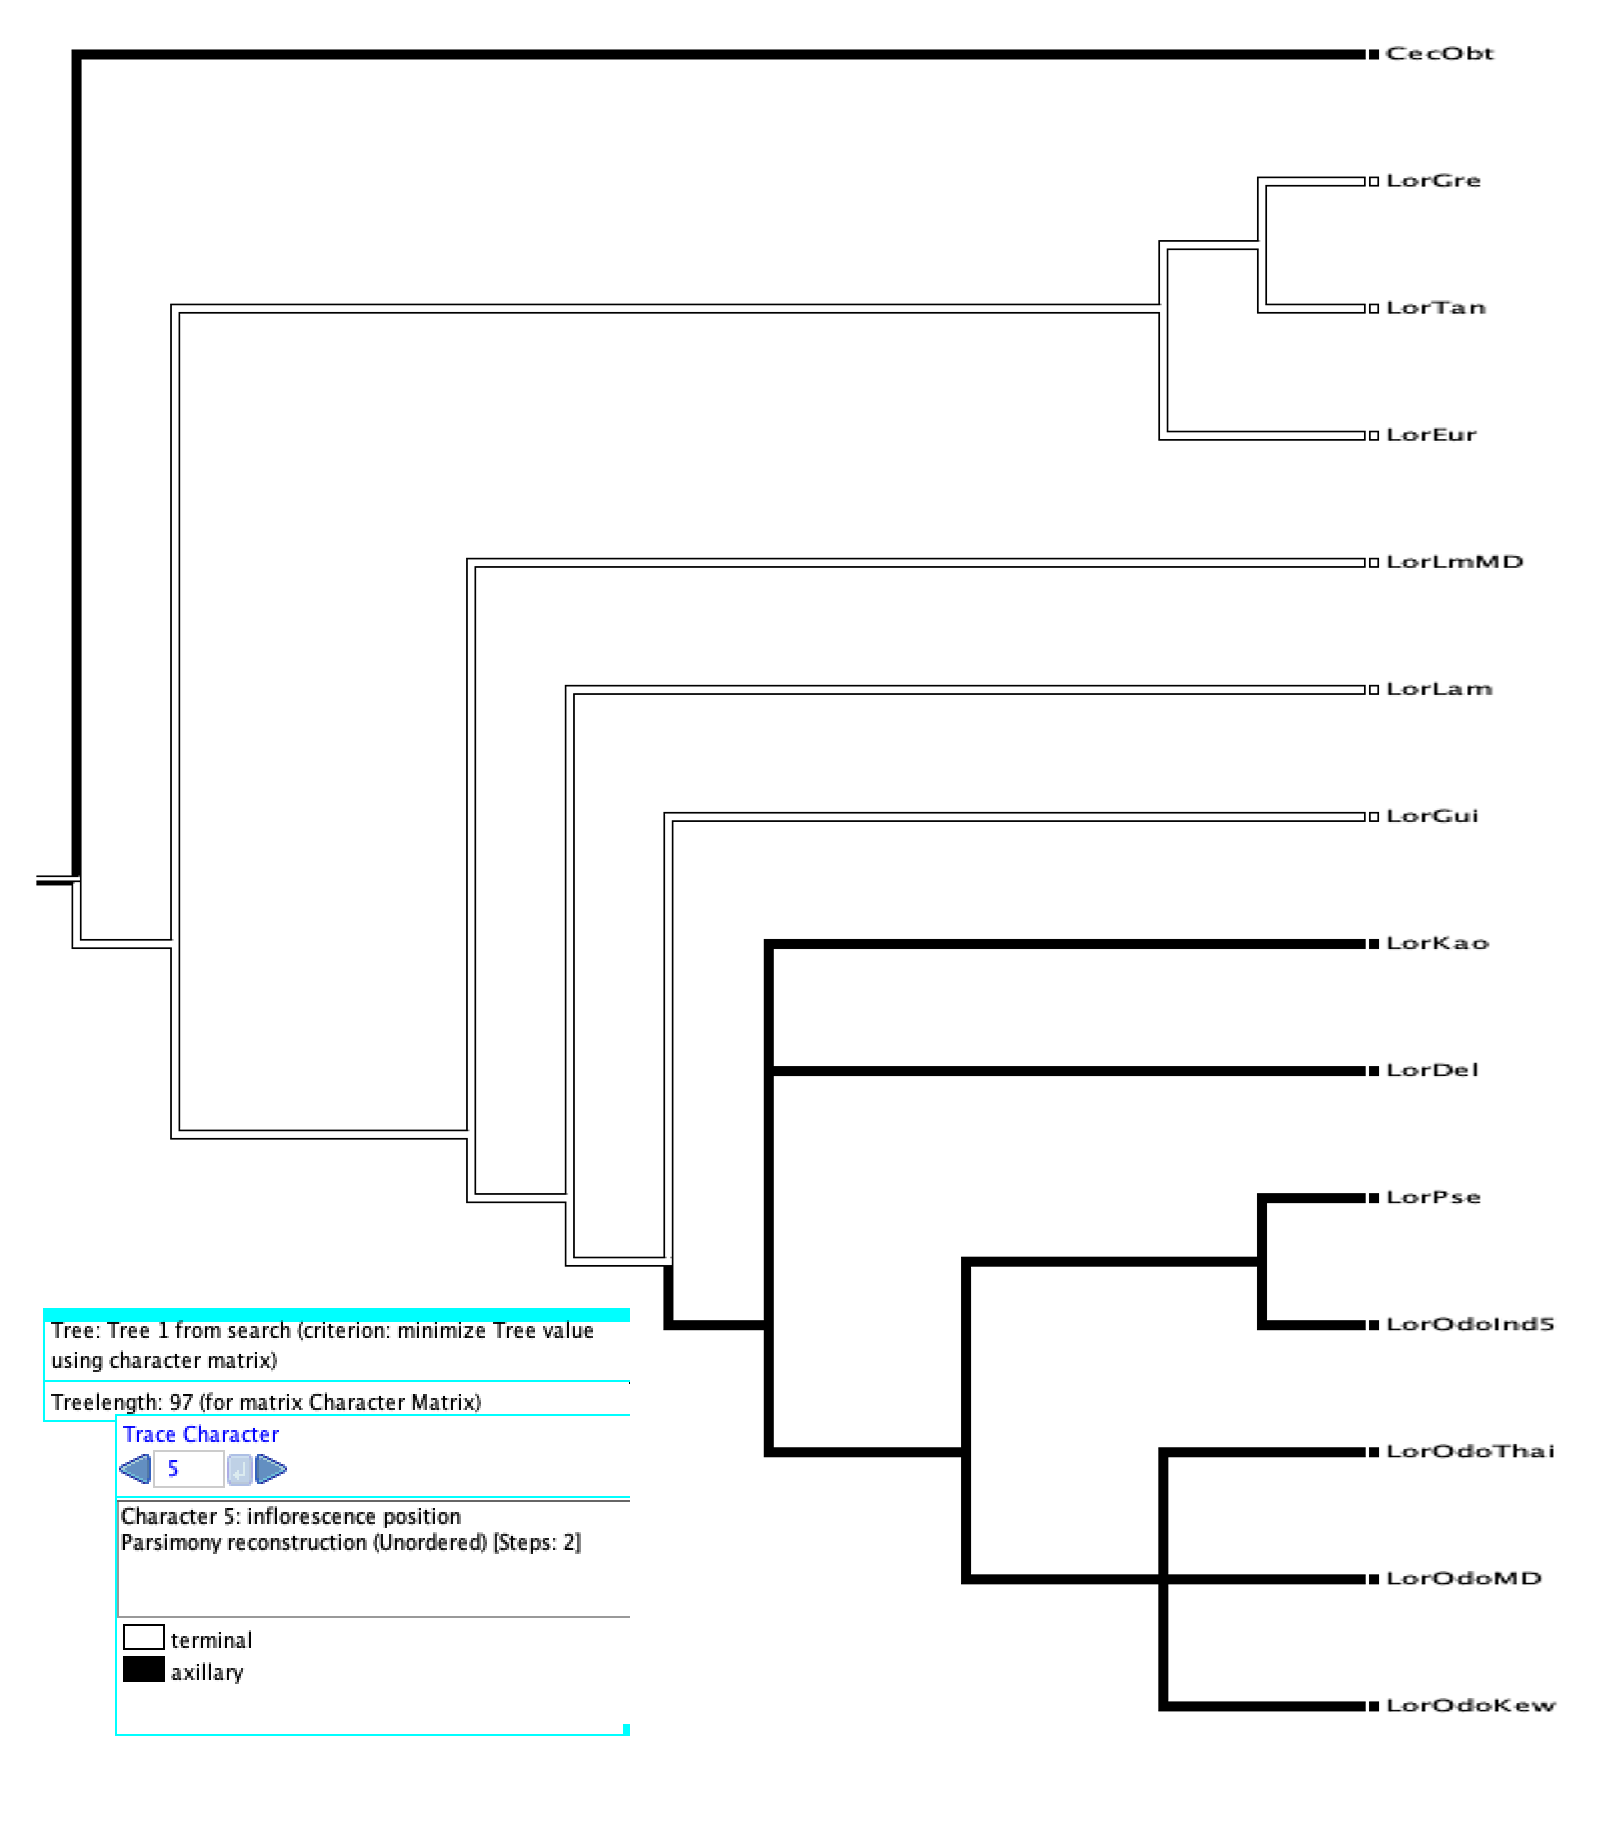 CecObt
LorGre
LorTan
LorEur
LorLmMD
LorLam
LorGui
LorKao
LorDel
LorPse
LorOdoInd5
LorOdoThai
LorOdoMD
LorOdoKew
Tree: Tree 1 from search (criterion: minimize Tree value
using character matrix)
Treelength: 97 (for matrix Character Matrix)
Trace Character
5
Character 5: inflorescence position
Parsimony reconstruction (Unordered) [Steps: 2]
terminal
axillary